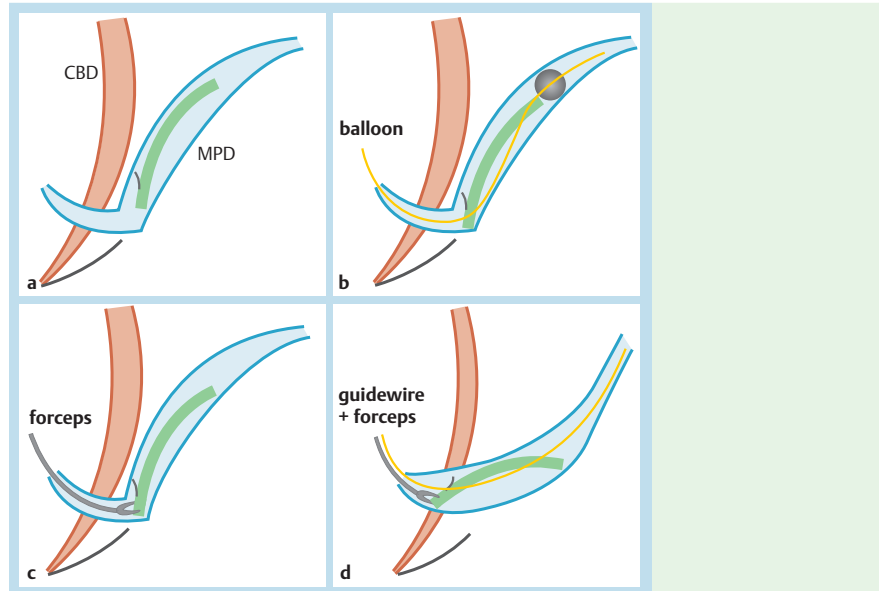 CBD
MPD
a
balloon
b
forceps
c
guidewire
+ forceps
d